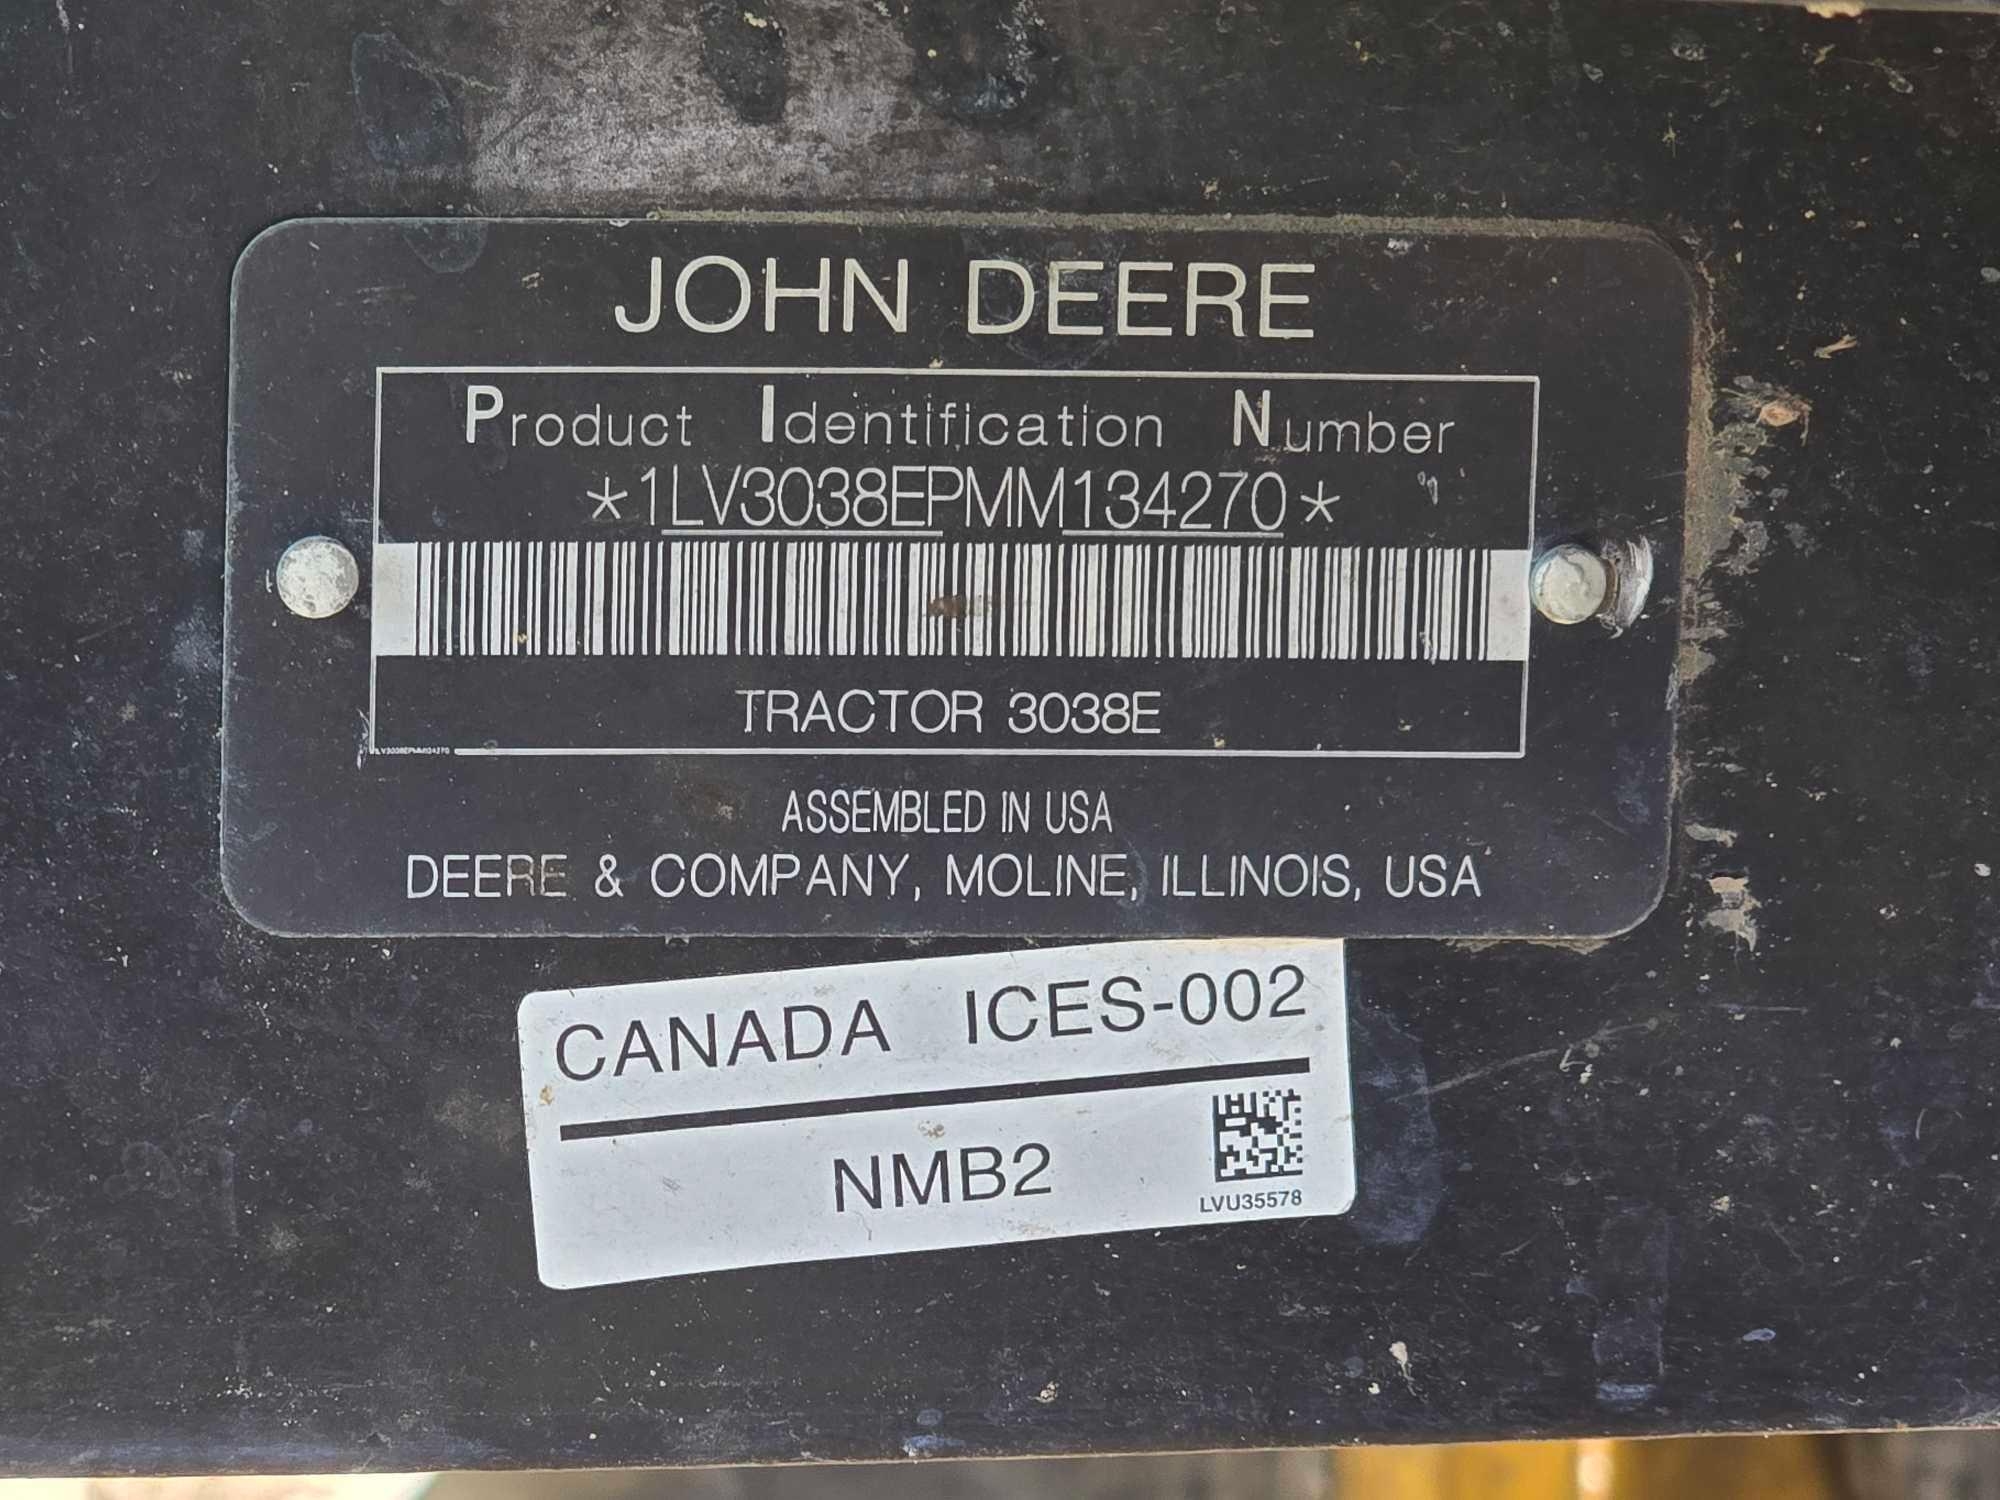 JOHN DEERE
Product Identification Number
*1LV3038EPMM134270*
TRACTOR 3038E
1LV3038EPMM134270
ASSEMBLED IN USA
DEERE & COMPANY, MOLINE, ILLINOIS, USA
CANADA ICES-002
NMB2
LVU35578